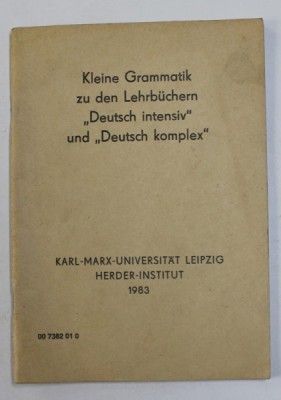 Kleine Grammatik
zu den Lehrbüchern
„Deutsch intensiv“
und „Deutsch komplex“
KARL-MARX-UNIVERSITÄT LEIPZIG
HERDER-INSTITUT
1983
00 7382 01 0